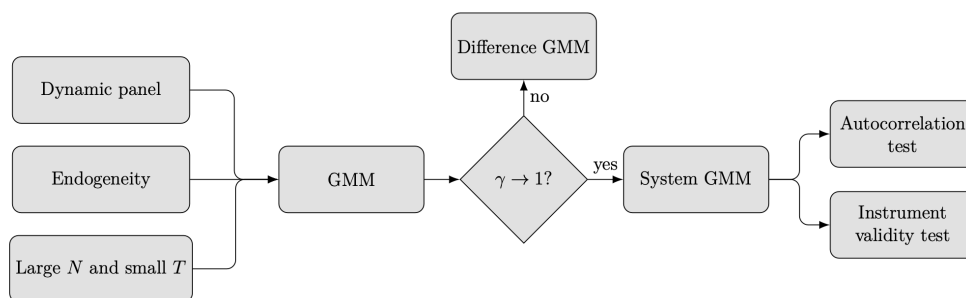 Dynamic panel
Endogeneity
Large N and small T
GMM
γ → 1?
no
Difference GMM
yes
System GMM
Autocorrelation
test
Instrument
validity test